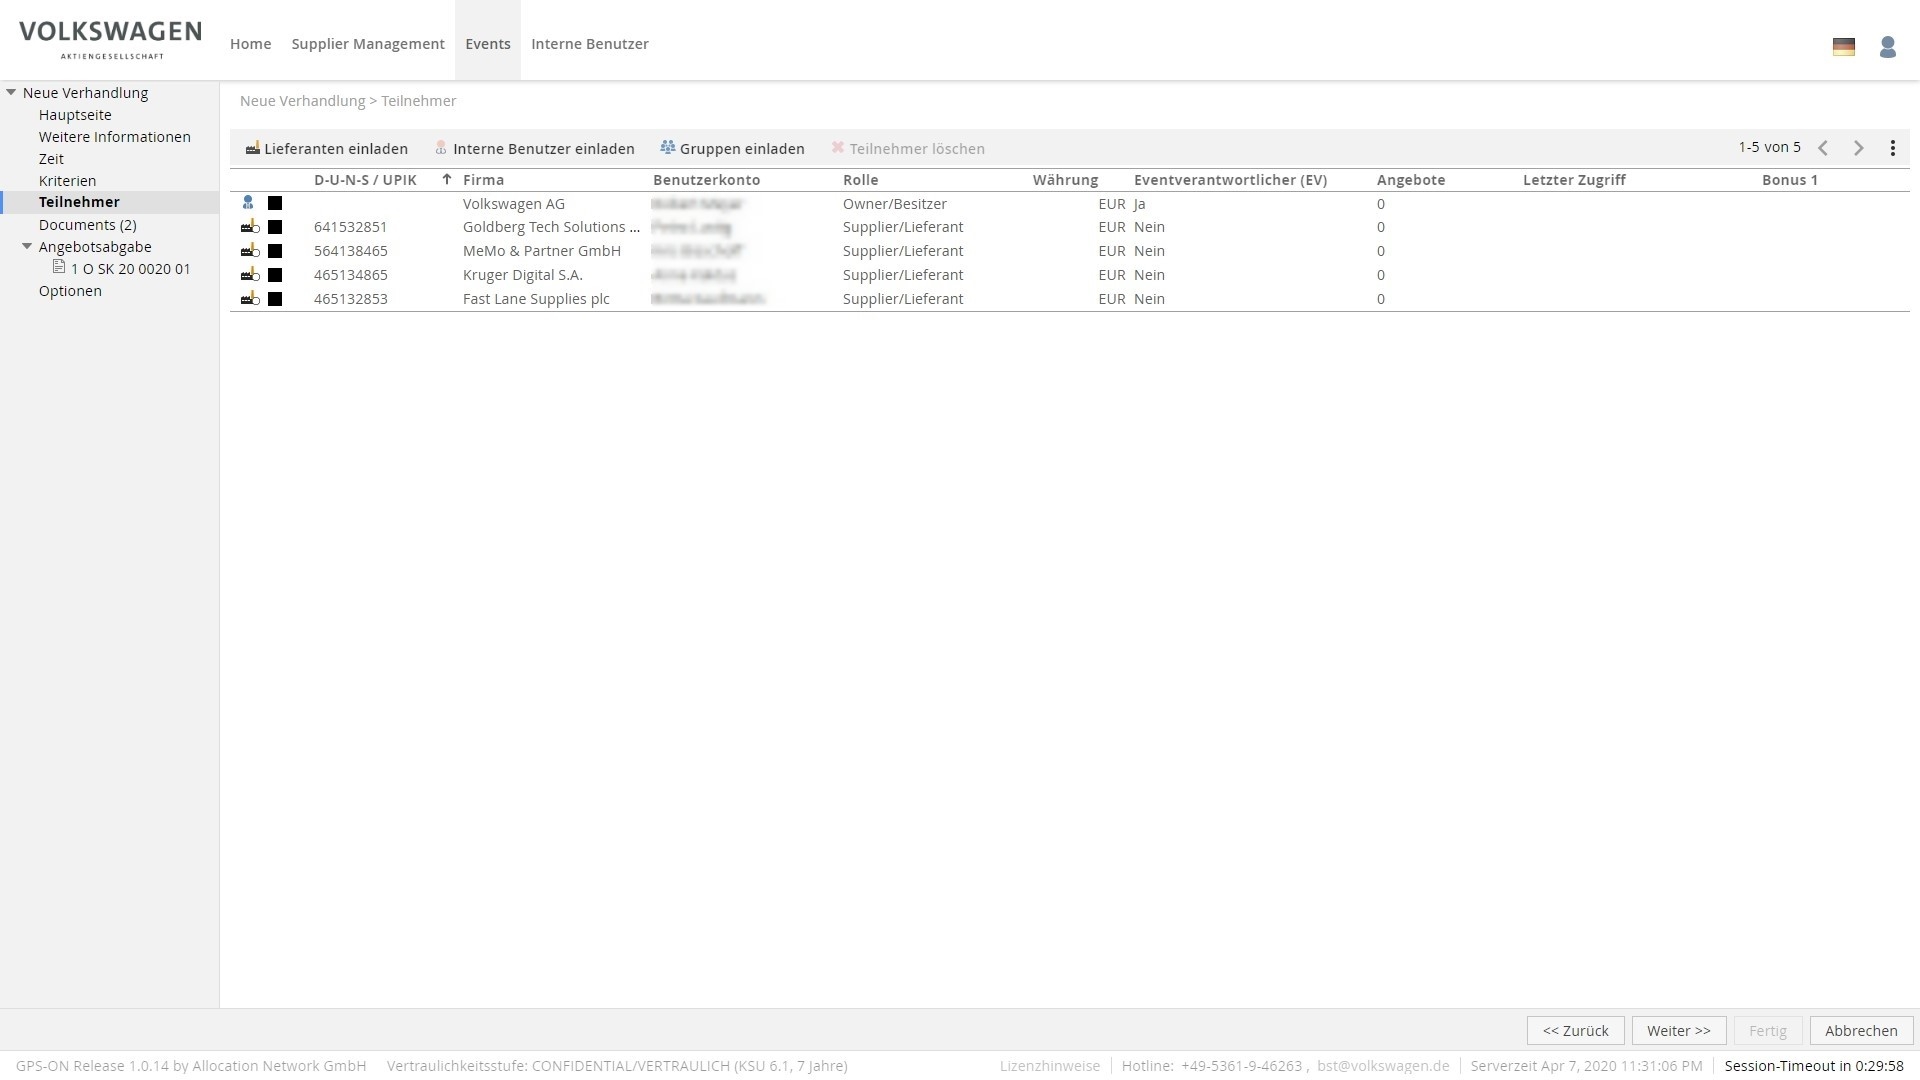 VOLKSWAGEN
AKTIENGESELLSCHAFT
Home Supplier Management Events Interne Benutzer
Neue Verhandlung
Hauptseite
Weitere Informationen
Zeit
Kriterien
Teilnehmer
Documents (2)
Angebotsabgabe
1 O SK 20 0020 01
Optionen
Neue Verhandlung > Teilnehmer
Lieferanten einladen Interne Benutzer einladen Gruppen einladen Teilnehmer löschen 1-5 von 5
D-U-N-S / UPIK Firma Benutzerkonto Rolle Währung Eventverantwortlicher (EV) Angebote Letzter Zugriff Bonus 1
Volkswagen AG Owner/Besitzer EUR Ja 0
641532851 Goldberg Tech Solutions ... Supplier/Lieferant EUR Nein 0
564138465 MeMo & Partner GmbH Supplier/Lieferant EUR Nein 0
465134865 Kruger Digital S.A. Supplier/Lieferant EUR Nein 0
465132853 Fast Lane Supplies plc Supplier/Lieferant EUR Nein 0
<< Zurück Weiter >> Fertig Abbrechen
GPS-ON Release 1.0.14 by Allocation Network GmbH Vertraulichkeitsstufe: CONFIDENTIAL/VERTRAULICH (KSU 6.1, 7 Jahre) Lizenzhinweise Hotline: +49-5361-9-46263 , bst@volkswagen.de Serverzeit Apr 7, 2020 11:31:06 PM Session-Timeout in 0:29:58